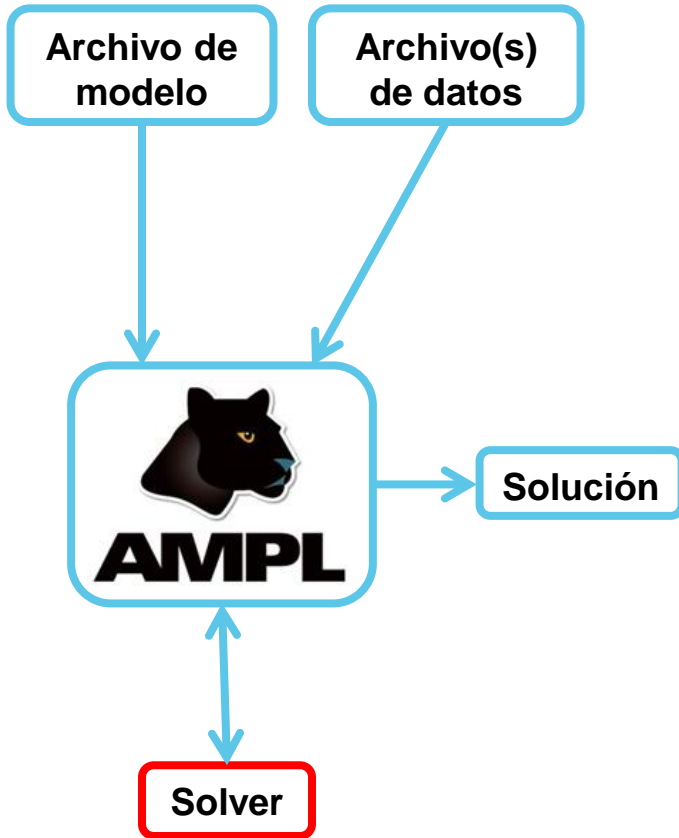 Archivo de
modelo
Archivo(s)
de datos
AMPL
Solución
Solver